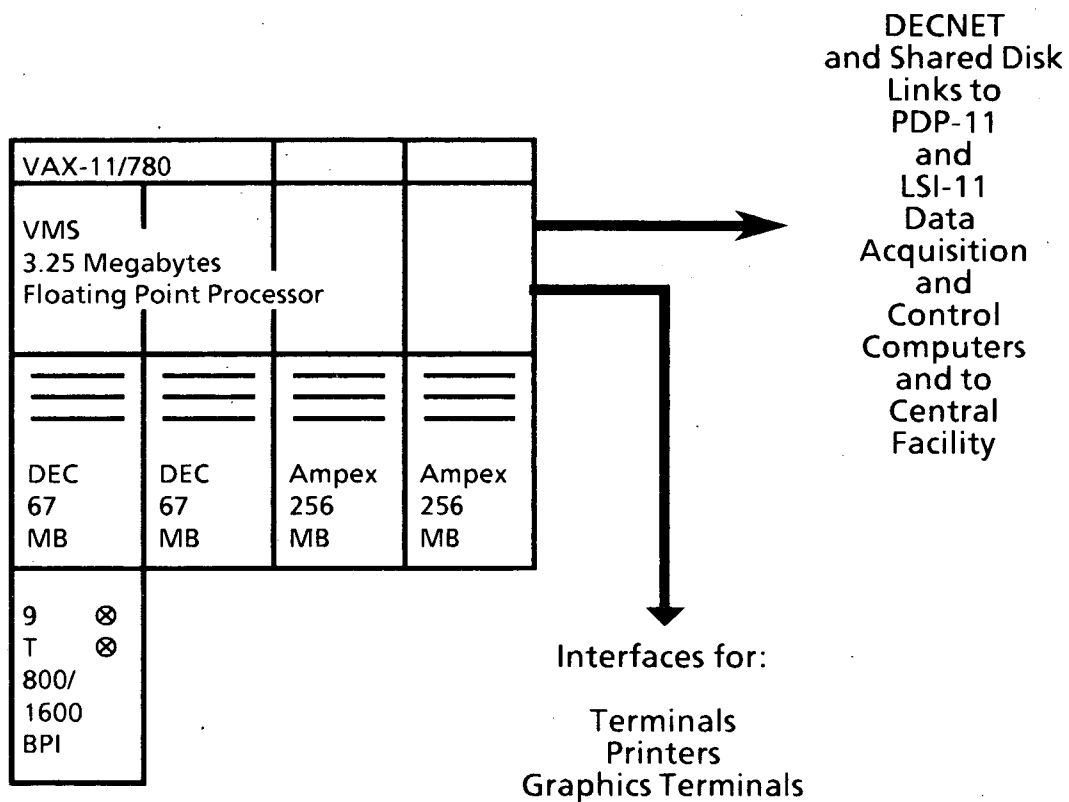 DECNET
and Shared Disk
Links to
PDP-11
and
LSI-11
Data
Acquisition
and
Control
Computers
and to
Central
Facility
VAX-11/780
VMS
3.25 Megabytes
Floating Point Processor
DEC
67
MB
DEC
67
MB
Ampex
256
MB
Ampex
256
MB
9
T
800/
1600
BPI
Interfaces for:
Terminals
Printers
Graphics Terminals